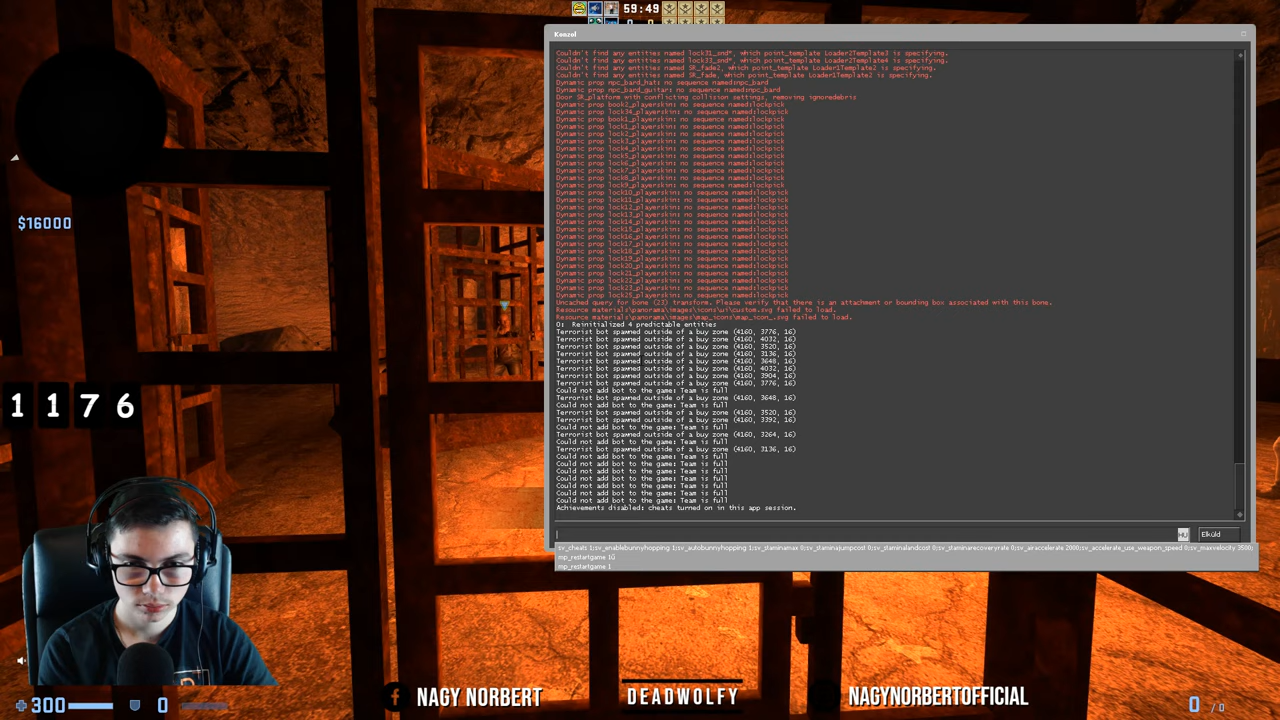 59:49
0 0
Konzol
Couldn't find any entities named lock31_snd*, which point_template Loader2Template3 is specifying.
Couldn't find any entities named lock33_snd*, which point_template Loader2Template4 is specifying.
Couldn't find any entities named SR_fade2, which point_template Loader1Template2 is specifying.
Couldn't find any entities named SR_fade, which point_template Loader1Template2 is specifying.
Dynamic prop npc_bard_hat: no sequence named:npc_bard
Dynamic prop npc_bard_guitar: no sequence named:npc_bard
Door SR_platform with conflicting collision settings, removing ignoredebris
Dynamic prop book2_playerskin: no sequence named:lockpick
Dynamic prop lock34_playerskin: no sequence named:lockpick
Dynamic prop book1_playerskin: no sequence named:lockpick
Dynamic prop lock1_playerskin: no sequence named:lockpick
Dynamic prop lock2_playerskin: no sequence named:lockpick
Dynamic prop lock3_playerskin: no sequence named:lockpick
Dynamic prop lock4_playerskin: no sequence named:lockpick
Dynamic prop lock5_playerskin: no sequence named:lockpick
Dynamic prop lock6_playerskin: no sequence named:lockpick
Dynamic prop lock7_playerskin: no sequence named:lockpick
Dynamic prop lock8_playerskin: no sequence named:lockpick
Dynamic prop lock9_playerskin: no sequence named:lockpick
Dynamic prop lock10_playerskin: no sequence named:lockpick
Dynamic prop lock11_playerskin: no sequence named:lockpick
Dynamic prop lock12_playerskin: no sequence named:lockpick
Dynamic prop lock13_playerskin: no sequence named:lockpick
Dynamic prop lock14_playerskin: no sequence named:lockpick
Dynamic prop lock15_playerskin: no sequence named:lockpick
Dynamic prop lock16_playerskin: no sequence named:lockpick
Dynamic prop lock17_playerskin: no sequence named:lockpick
Dynamic prop lock18_playerskin: no sequence named:lockpick
Dynamic prop lock19_playerskin: no sequence named:lockpick
Dynamic prop lock20_playerskin: no sequence named:lockpick
Dynamic prop lock21_playerskin: no sequence named:lockpick
Dynamic prop lock22_playerskin: no sequence named:lockpick
Dynamic prop lock23_playerskin: no sequence named:lockpick
Dynamic prop lock25_playerskin: no sequence named:lockpick
Uncached query for bone (23) transform. Please verify that there is an attachment or bounding box associated with this bone.
Resource materials\panorama\images\icons\ui\custom.svg failed to load.
Resource materials\panorama\images\map_icons\map_icon_.svg failed to load.
0: Reinitialized 4 predictable entities
Terrorist bot spawned outside of a buy zone (4160, 3776, 16)
Terrorist bot spawned outside of a buy zone (4160, 4032, 16)
Terrorist bot spawned outside of a buy zone (4160, 3520, 16)
Terrorist bot spawned outside of a buy zone (4160, 3136, 16)
Terrorist bot spawned outside of a buy zone (4160, 3648, 16)
Terrorist bot spawned outside of a buy zone (4160, 4032, 16)
Terrorist bot spawned outside of a buy zone (4160, 3904, 16)
Terrorist bot spawned outside of a buy zone (4160, 3776, 16)
Could not add bot to the game: Team is full
Terrorist bot spawned outside of a buy zone (4160, 3648, 16)
Could not add bot to the game: Team is full
Terrorist bot spawned outside of a buy zone (4160, 3520, 16)
Terrorist bot spawned outside of a buy zone (4160, 3392, 16)
Could not add bot to the game: Team is full
Terrorist bot spawned outside of a buy zone (4160, 3264, 16)
Could not add bot to the game: Team is full
Terrorist bot spawned outside of a buy zone (4160, 3136, 16)
Could not add bot to the game: Team is full
Could not add bot to the game: Team is full
Could not add bot to the game: Team is full
Could not add bot to the game: Team is full
Could not add bot to the game: Team is full
Could not add bot to the game: Team is full
Could not add bot to the game: Team is full
Achievements disabled: cheats turned on in this app session.
HU Elküld
sv_cheats 1;sv_enablebunnyhopping 1;sv_autobunnyhopping 1;sv_staminamax 0;sv_staminajumpcost 0;sv_staminalandcost 0;sv_staminarecoveryrate 0;sv_airaccelerate 2000;sv_accelerate_use_weapon_speed 0;sv_maxvelocity 3500;
mp_restartgame 1ű
mp_restartgame 1
$16000
1 1 7 6
300 0
NAGY NORBERT
DEADWOLFY
NAGYNORBERTOFFICIAL
0 / 0